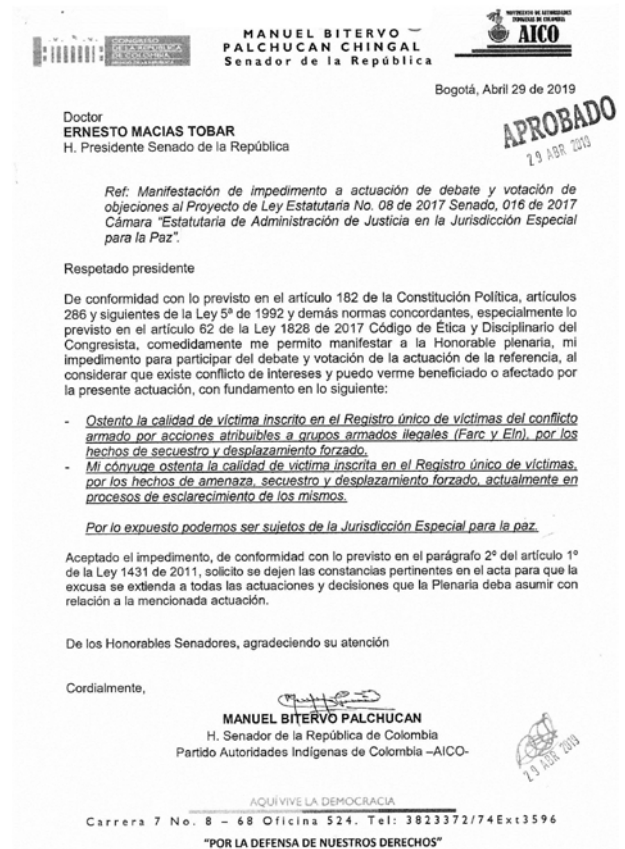 CONGRESO
DE LA REPÚBLICA
DE COLOMBIA
MANUEL BITERVO
PALCHUCAN CHINGAL
Senador de la República
MOVIMIENTO DE AUTORIDADES
INDÍGENAS DE COLOMBIA
AICO
Bogotá, Abril 29 de 2019
Doctor
ERNESTO MACIAS TOBAR
H. Presidente Senado de la República
APROBADO
29 ABR 2019
Ref: Manifestación de impedimento a actuación de debate y votación de
objeciones al Proyecto de Ley Estatutaria No. 08 de 2017 Senado, 016 de 2017
Cámara "Estatutaria de Administración de Justicia en la Jurisdicción Especial
para la Paz".
Respetado presidente
De conformidad con lo previsto en el artículo 182 de la Constitución Política, artículos
286 y siguientes de la Ley 5ª de 1992 y demás normas concordantes, especialmente lo
previsto en el artículo 62 de la Ley 1828 de 2017 Código de Ética y Disciplinario del
Congresista, comedidamente me permito manifestar a la Honorable plenaria, mi
impedimento para participar del debate y votación de la actuación de la referencia, al
considerar que existe conflicto de intereses y puedo verme beneficiado o afectado por
la presente actuación, con fundamento en lo siguiente:
- Ostento la calidad de víctima inscrito en el Registro único de víctimas del conflicto
armado por acciones atribuibles a grupos armados ilegales (Farc y Eln), por los
hechos de secuestro y desplazamiento forzado.
- Mi cónyuge ostenta la calidad de victima inscrita en el Registro único de víctimas,
por los hechos de amenaza, secuestro y desplazamiento forzado, actualmente en
procesos de esclarecimiento de los mismos.
Por lo expuesto podemos ser sujetos de la Jurisdicción Especial para la paz.
Aceptado el impedimento, de conformidad con lo previsto en el parágrafo 2º del artículo 1º
de la Ley 1431 de 2011, solicito se dejen las constancias pertinentes en el acta para que la
excusa se extienda a todas las actuaciones y decisiones que la Plenaria deba asumir con
relación a la mencionada actuación.
De los Honorables Senadores, agradeciendo su atención
Cordialmente,
MANUEL BITERVO PALCHUCAN
H. Senador de la República de Colombia
Partido Autoridades Indígenas de Colombia –AICO-
29 ABR 2019
AQUÍ VIVE LA DEMOCRACIA
Carrera 7 No. 8 – 68 Oficina 524. Tel: 3823372/74Ext3596
"POR LA DEFENSA DE NUESTROS DERECHOS"